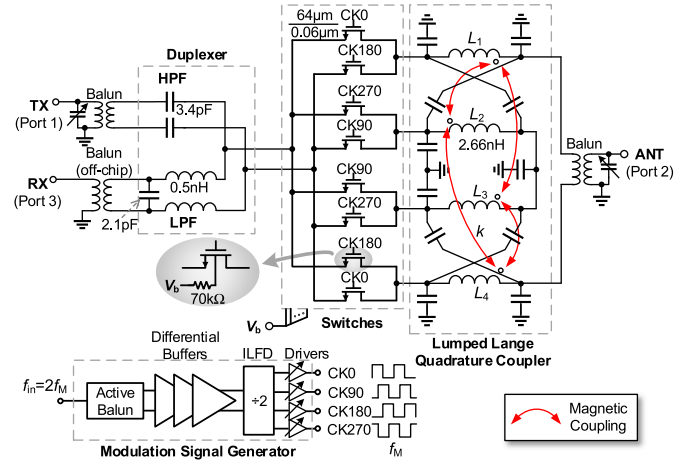 Duplexer
HPF
Balun
TX
(Port 1)
3.4pF
Balun
(off-chip)
RX
(Port 3)
0.5nH
LPF
2.1pF
Vb
70kΩ
64μm
0.06μm
CK0
CK180
CK270
CK90
CK90
CK270
CK180
CK0
Vb
Switches
L1
L2
2.66nH
L3
k
L4
Lumped Lange
Quadrature Coupler
Balun
ANT
(Port 2)
Differential
Buffers
ILFD
Drivers
fin=2fM
Active
Balun
÷2
CK0
CK90
CK180
CK270
fM
Modulation Signal Generator
Magnetic
Coupling